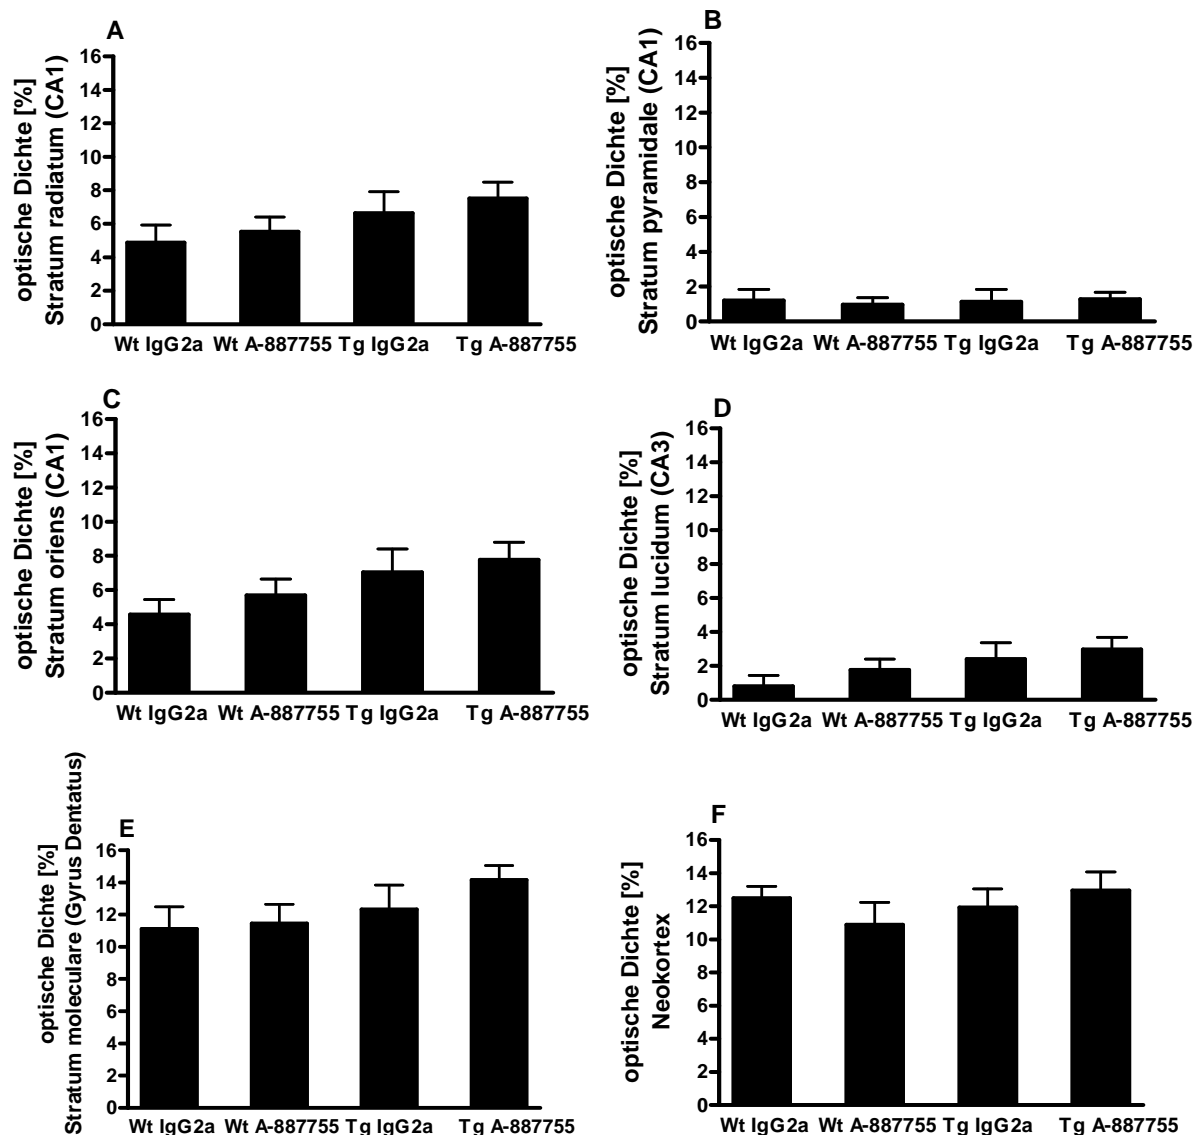 A
optische Dichte [%]
Stratum radiatum (CA1)
16
14
12
10
8
6
4
2
0
Wt IgG2a Wt A-887755 Tg IgG2a Tg A-887755
B
optische Dichte [%]
Stratum pyramidale (CA1)
16
14
12
10
8
6
4
2
0
Wt IgG2a Wt A-887755 Tg IgG2a Tg A-887755
C
optische Dichte [%]
Stratum oriens (CA1)
16
14
12
10
8
6
4
2
0
Wt IgG2a Wt A-887755 Tg IgG2a Tg A-887755
D
optische Dichte [%]
Stratum lucidum (CA3)
16
14
12
10
8
6
4
2
0
Wt IgG2a Wt A-887755 Tg IgG2a Tg A-887755
E
optische Dichte [%]
Stratum moleculare (Gyrus Dentatus)
16
14
12
10
8
6
4
2
0
Wt IgG2a Wt A-887755 Tg IgG2a Tg A-887755
F
optische Dichte [%]
Neokortex
16
14
12
10
8
6
4
2
0
Wt IgG2a Wt A-887755 Tg IgG2a Tg A-887755